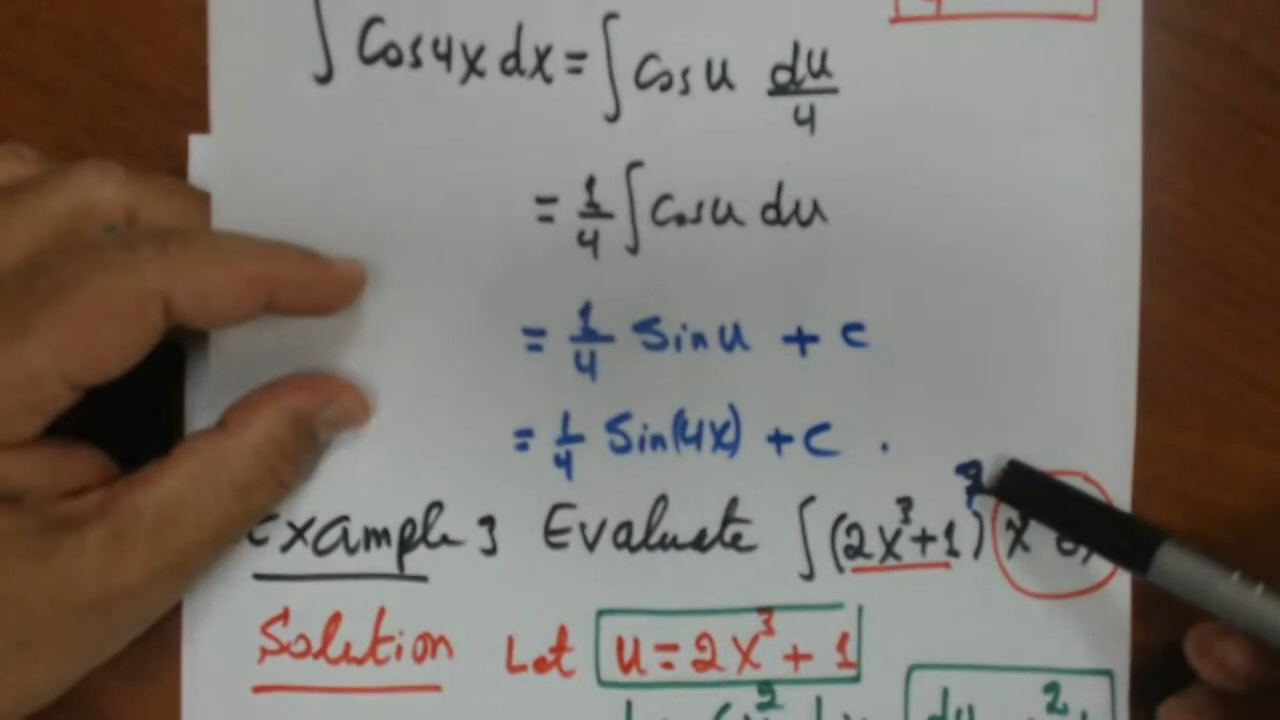 ∫ Cos4x dx = ∫ Cos u du/4
= 1/4 ∫ Cos u du
= 1/4 Sin u + c
= 1/4 Sin(4x) + c .
Example 3 Evaluate ∫ (2x³+1) x
Solution Let u = 2x³ + 1